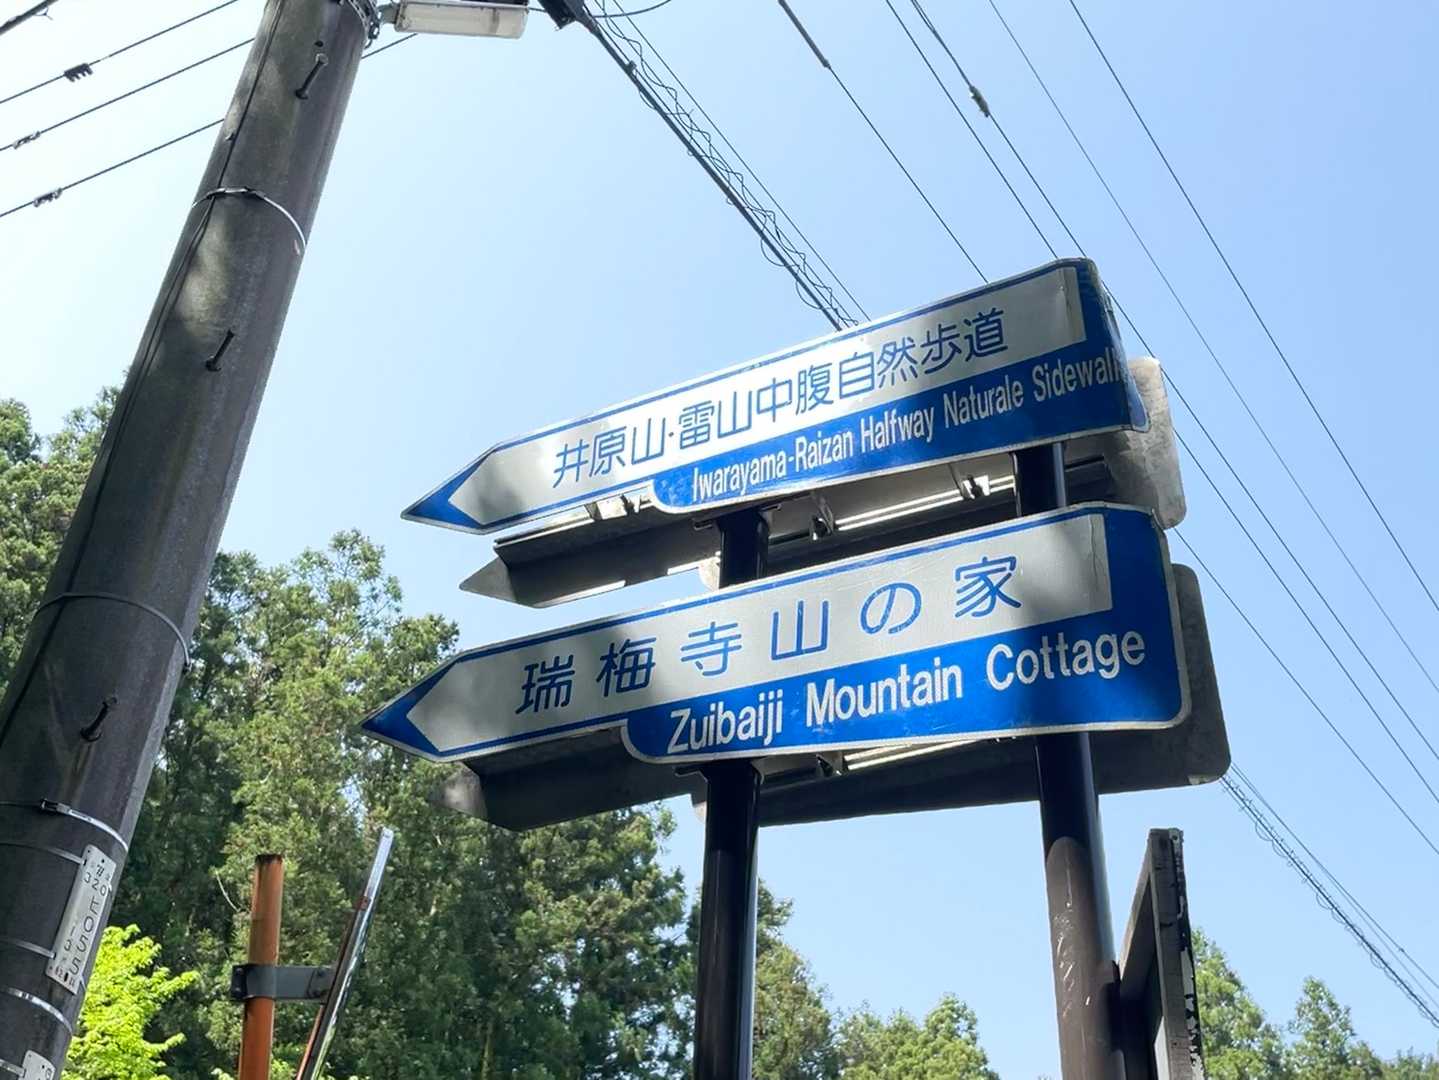 井原山・雷山中腹自然歩道
Iwarayama-Raizan Halfway Naturale Sidewalk
瑞梅寺山の家
Zuibaiji Mountain Cottage